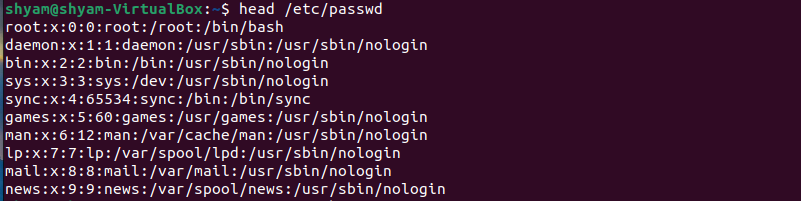 shyam@shyam-VirtualBox:~$ head /etc/passwd
root:x:0:0:root:/root:/bin/bash
daemon:x:1:1:daemon:/usr/sbin:/usr/sbin/nologin
bin:x:2:2:bin:/bin:/usr/sbin/nologin
sys:x:3:3:sys:/dev:/usr/sbin/nologin
sync:x:4:65534:sync:/bin:/bin/sync
games:x:5:60:games:/usr/games:/usr/sbin/nologin
man:x:6:12:man:/var/cache/man:/usr/sbin/nologin
lp:x:7:7:lp:/var/spool/lpd:/usr/sbin/nologin
mail:x:8:8:mail:/var/mail:/usr/sbin/nologin
news:x:9:9:news:/var/spool/news:/usr/sbin/nologin